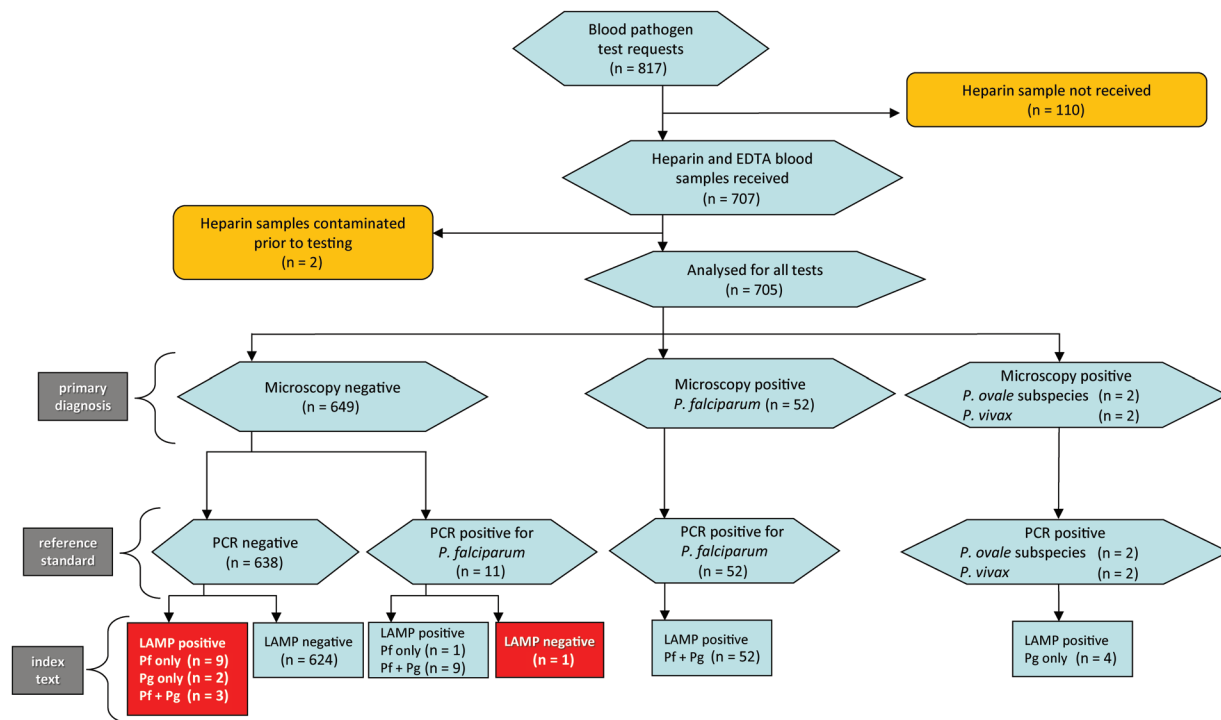 Blood pathogen
test requests
(n = 817)
Heparin sample not received
(n = 110)
Heparin and EDTA blood
samples received
(n = 707)
Heparin samples contaminated
prior to testing
(n = 2)
Analysed for all tests
(n = 705)
primary
diagnosis
Microscopy negative
(n = 649)
Microscopy positive
P. falciparum (n = 52)
Microscopy positive
P. ovale subspecies (n = 2)
P. vivax (n = 2)
reference
standard
PCR negative
(n = 638)
PCR positive for
P. falciparum
(n = 11)
PCR positive for
P. falciparum
(n = 52)
PCR positive
P. ovale subspecies (n = 2)
P. vivax (n = 2)
index
text
LAMP positive
Pf only (n = 9)
Pg only (n = 2)
Pf + Pg (n = 3)
LAMP negative
(n = 624)
LAMP positive
Pf only (n = 1)
Pf + Pg (n = 9)
LAMP negative
(n = 1)
LAMP positive
Pf + Pg (n = 52)
LAMP positive
Pg only (n = 4)